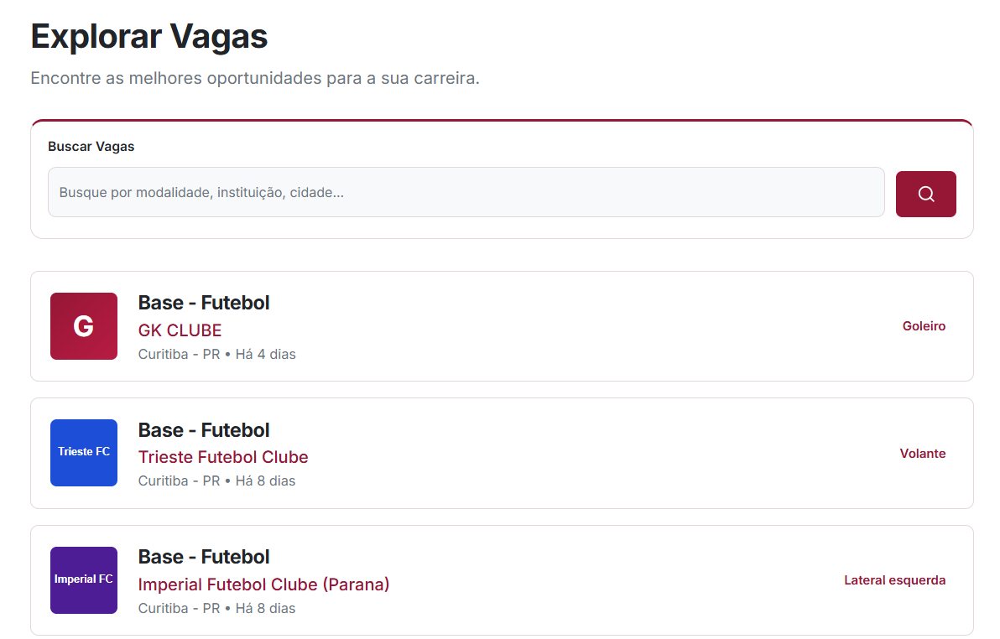 Explorar Vagas
Encontre as melhores oportunidades para a sua carreira.
Buscar Vagas
Busque por modalidade, instituição, cidade...
G
Base - Futebol
GK CLUBE
Curitiba - PR • Há 4 dias
Goleiro
Trieste FC
Base - Futebol
Trieste Futebol Clube
Curitiba - PR • Há 8 dias
Volante
Imperial FC
Base - Futebol
Imperial Futebol Clube (Parana)
Curitiba - PR • Há 8 dias
Lateral esquerda